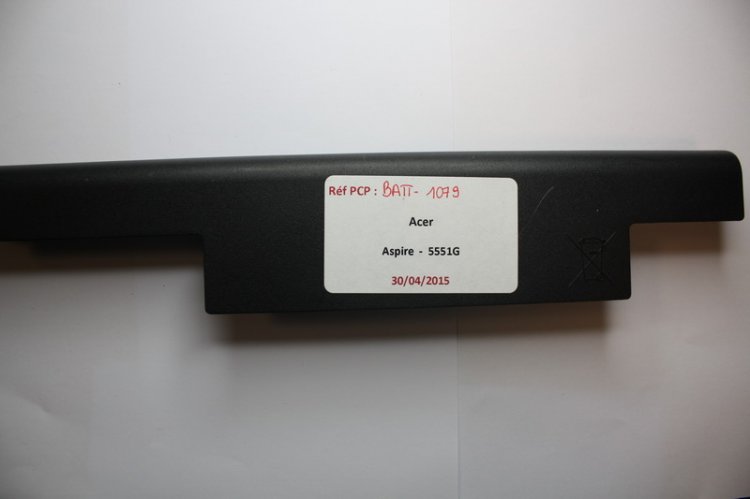 Réf PCP : BATT- 1079
Acer
Aspire - 5551G
30/04/2015